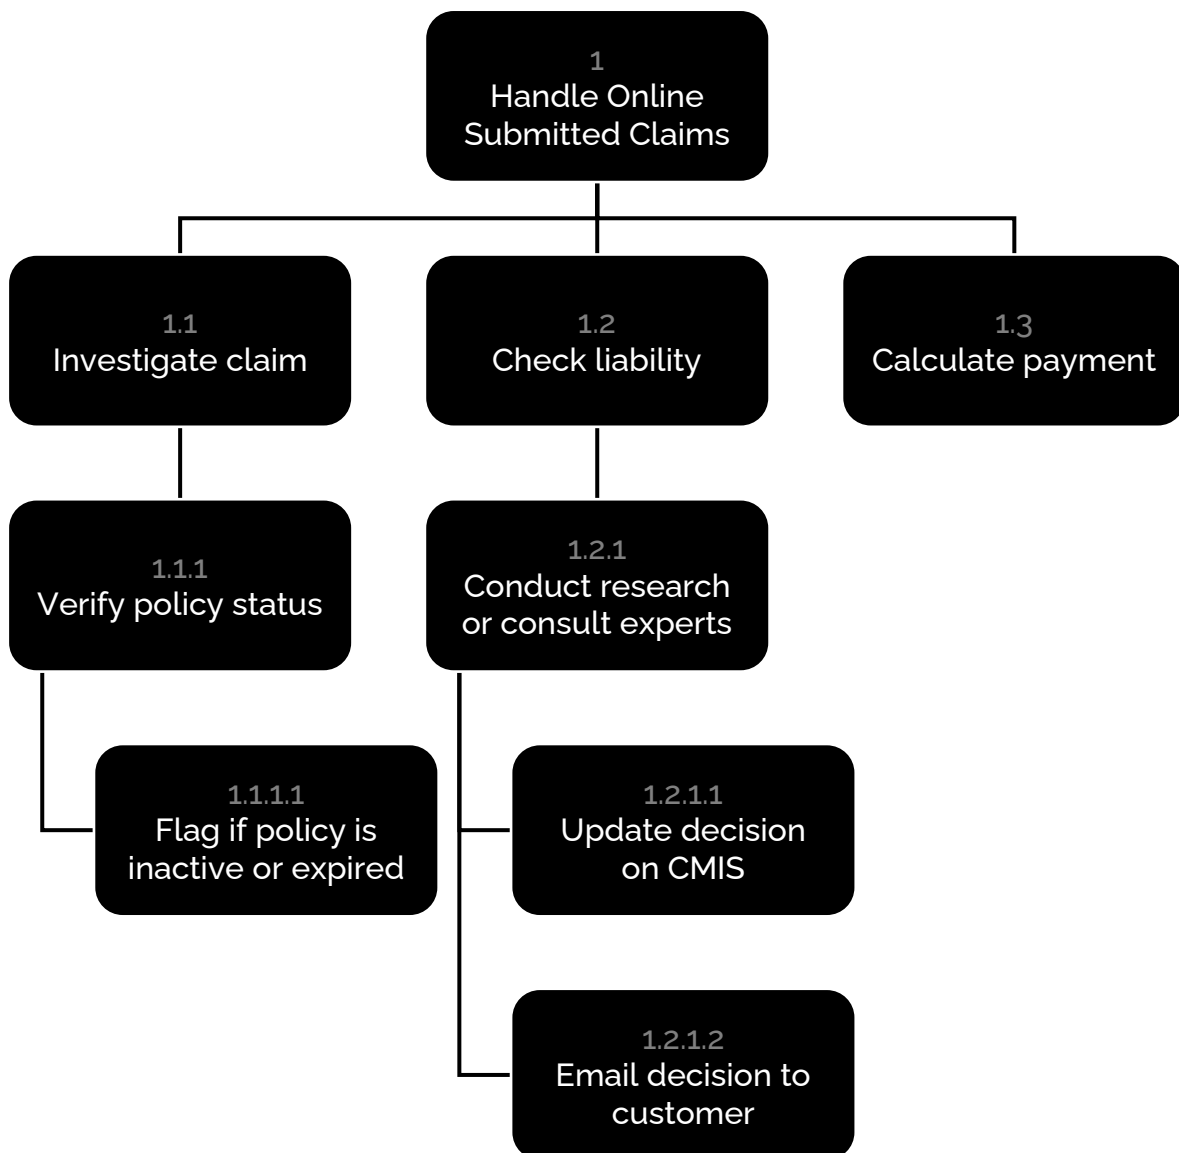 1
Handle Online
Submitted Claims
1.1
Investigate claim
1.2
Check liability
1.3
Calculate payment
1.1.1
Verify policy status
1.2.1
Conduct research
or consult experts
1.1.1.1
Flag if policy is
inactive or expired
1.2.1.1
Update decision
on CMIS
1.2.1.2
Email decision to
customer